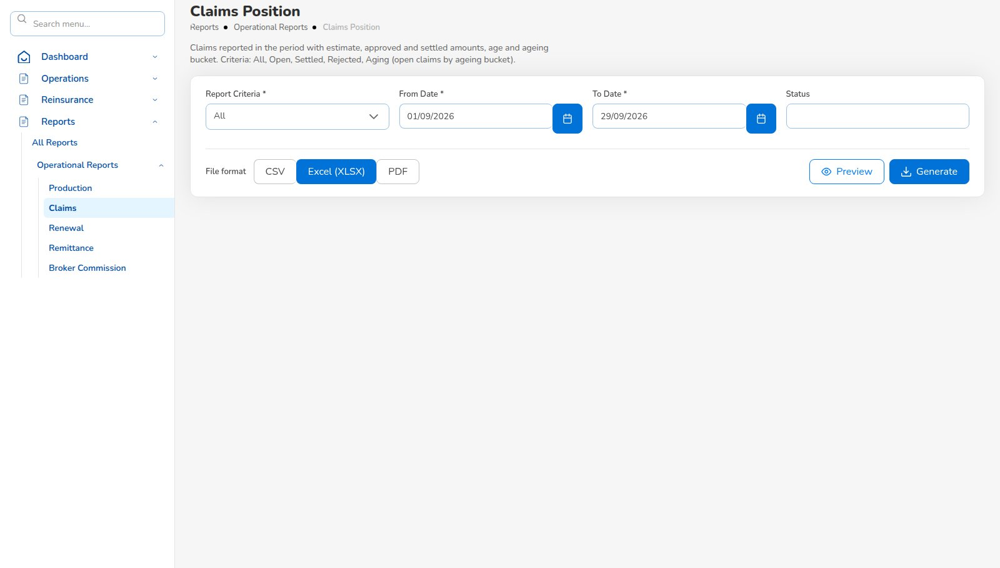 Search menu...
Dashboard
Operations
Reinsurance
Reports
All Reports
Operational Reports
Production
Claims
Renewal
Remittance
Broker Commission
Claims Position
Reports • Operational Reports • Claims Position
Claims reported in the period with estimate, approved and settled amounts, age and ageing
bucket. Criteria: All, Open, Settled, Rejected, Aging (open claims by ageing bucket).
Report Criteria * From Date * To Date * Status
All 01/09/2026 29/09/2026
File format CSV Excel (XLSX) PDF Preview Generate